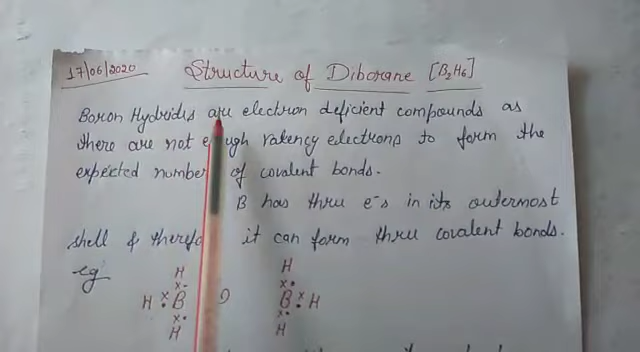 17/06/2020 Structure of Diborane [B₂H₆]
Boron Hydrides are electron deficient compounds as
there are not enough valency electrons to form the
expected number of covalent bonds.
B has three e⁻s in its outermost
shell & therefo it can form three covalent bonds.
eg
H H
H ×• B ו H
H H